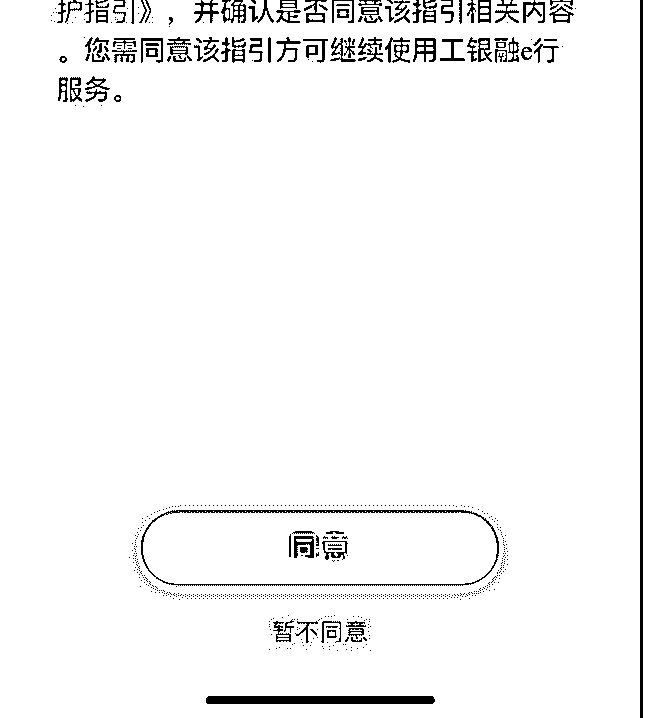 护指引》，并确认是否同意该指引相关内容
。您需同意该指引方可继续使用工银融e行
服务。
同意
暂不同意